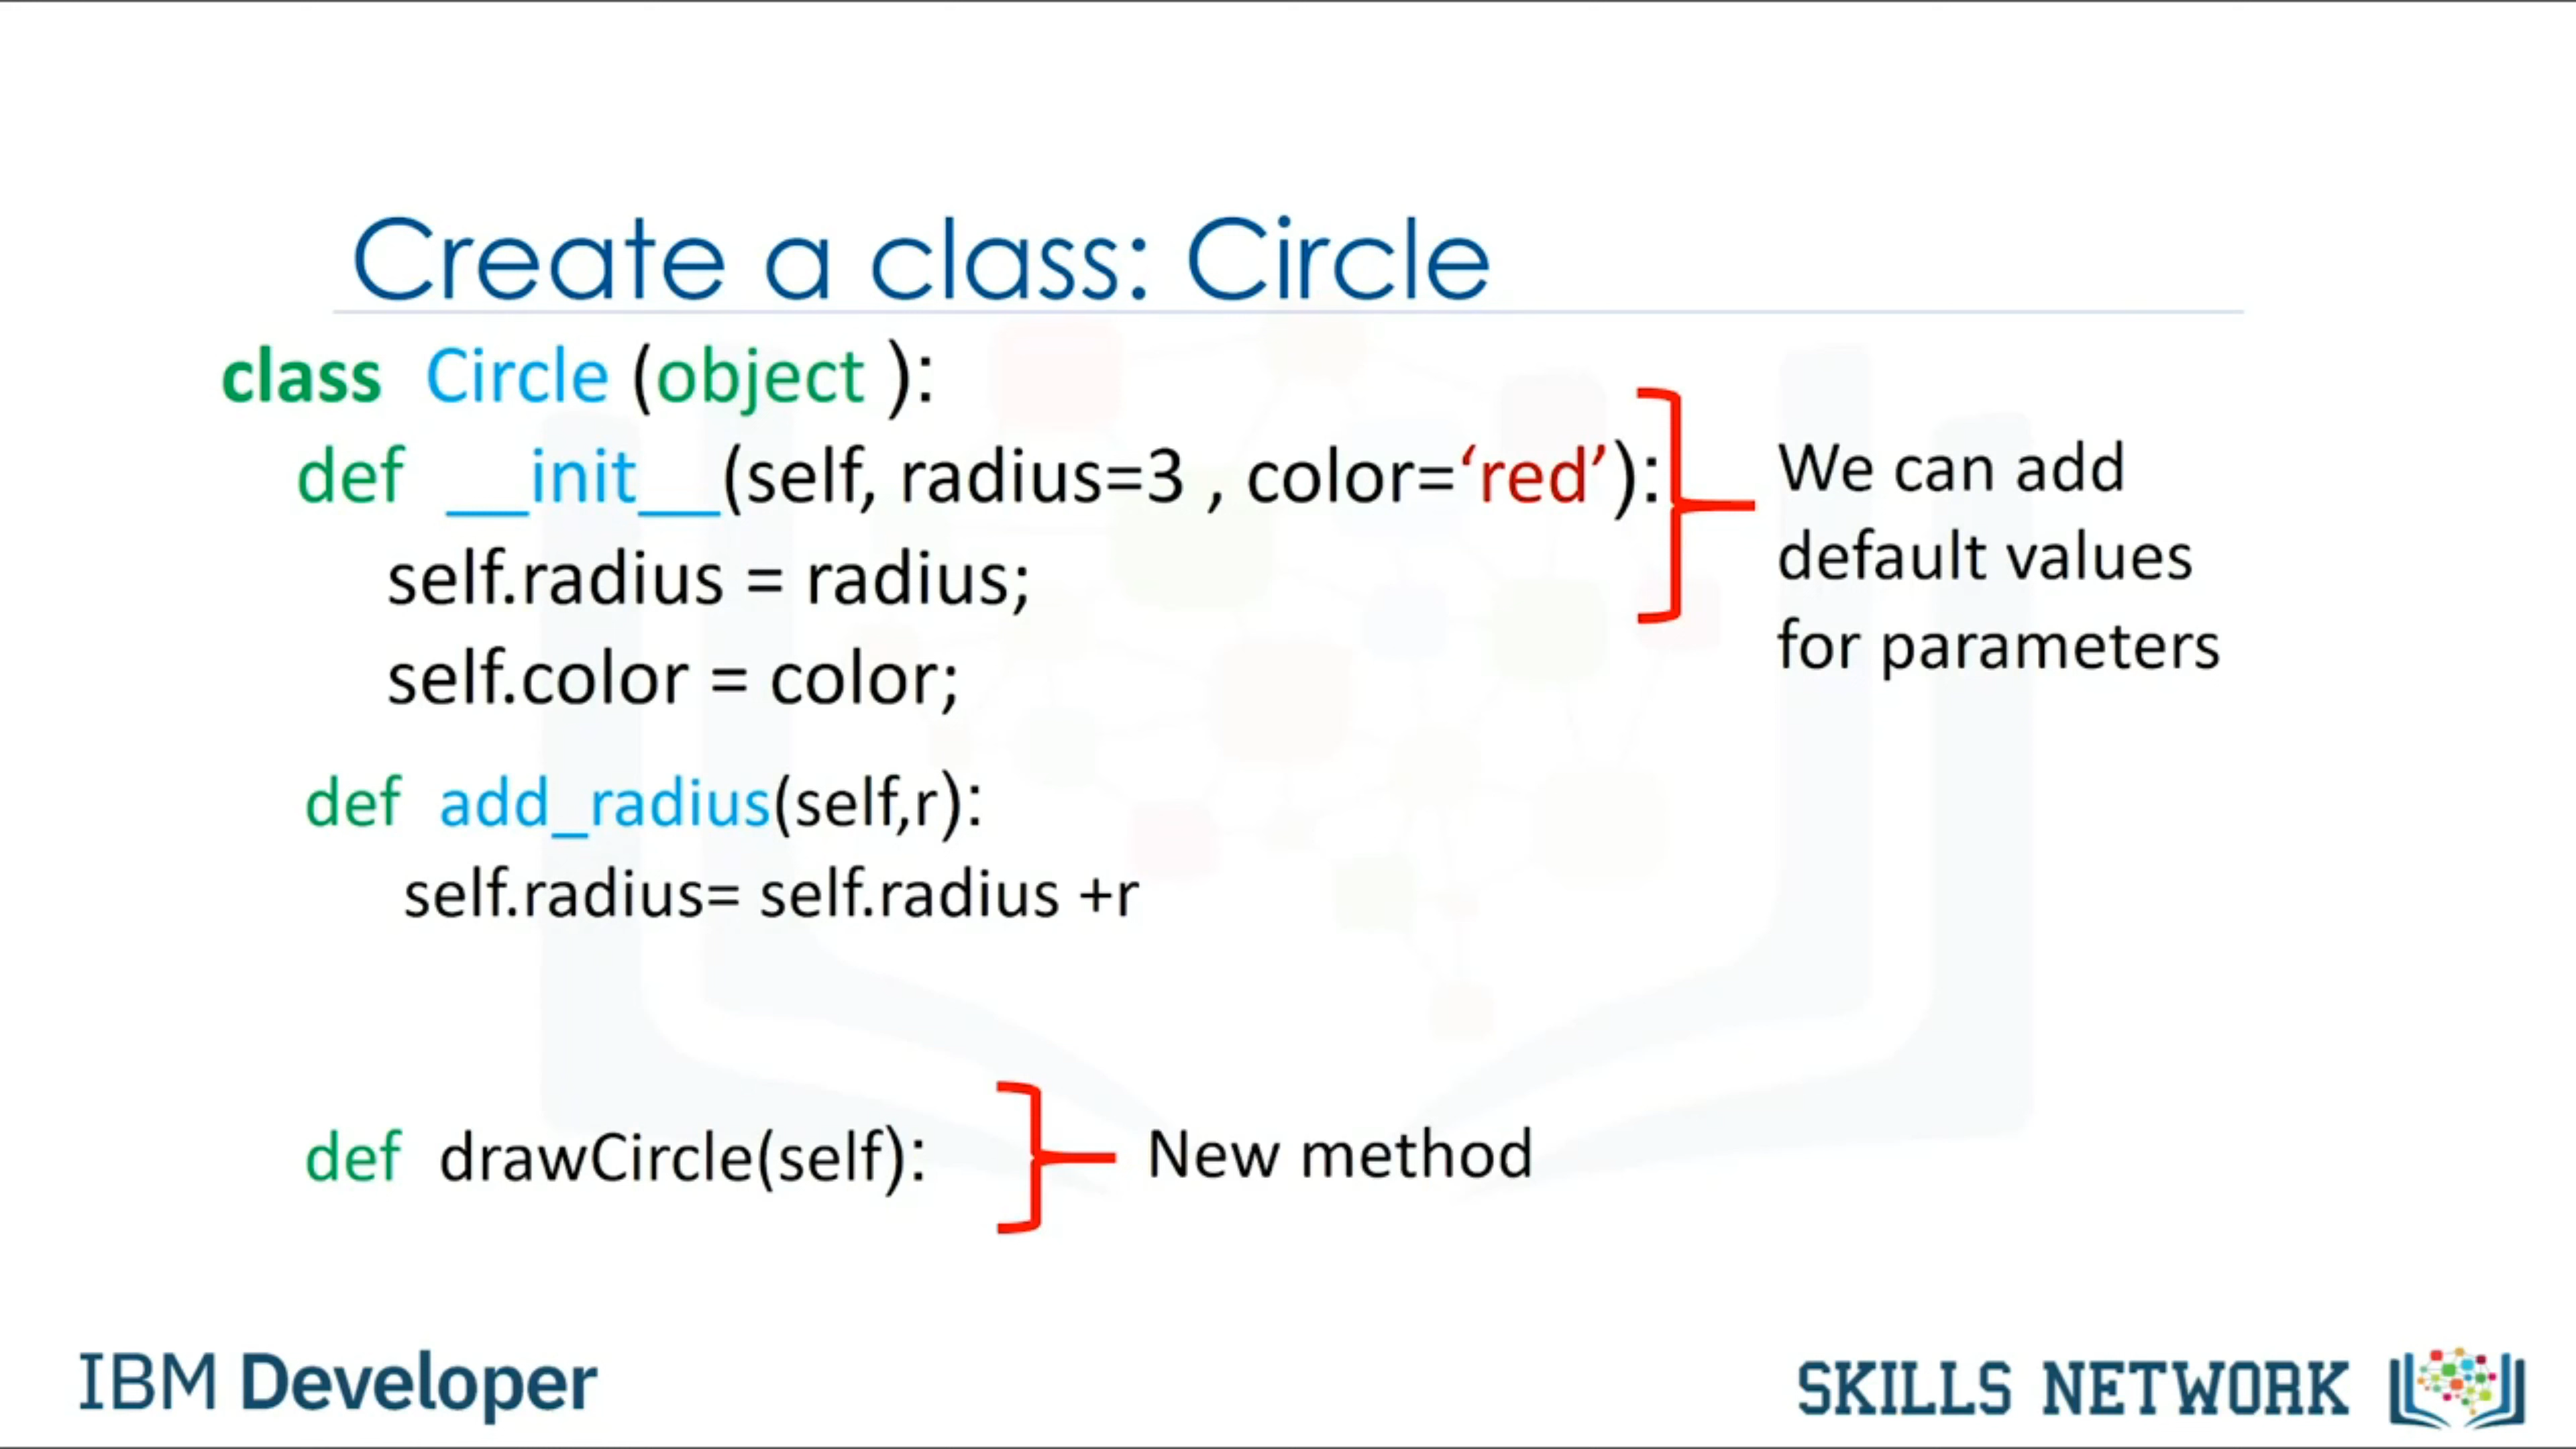 Create a class: Circle
class Circle (object ):
def __init__(self, radius=3 , color=‘red’):
self.radius = radius;
self.color = color;
We can add
default values
for parameters
def add_radius(self,r):
self.radius= self.radius +r
def drawCircle(self):
New method
IBM Developer
SKILLS NETWORK